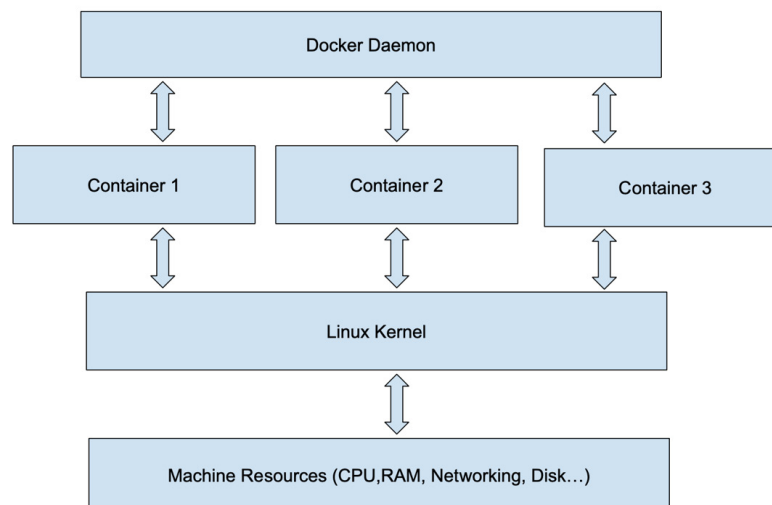 Docker Daemon
Container 1
Container 2
Container 3
Linux Kernel
Machine Resources (CPU,RAM, Networking, Disk...)